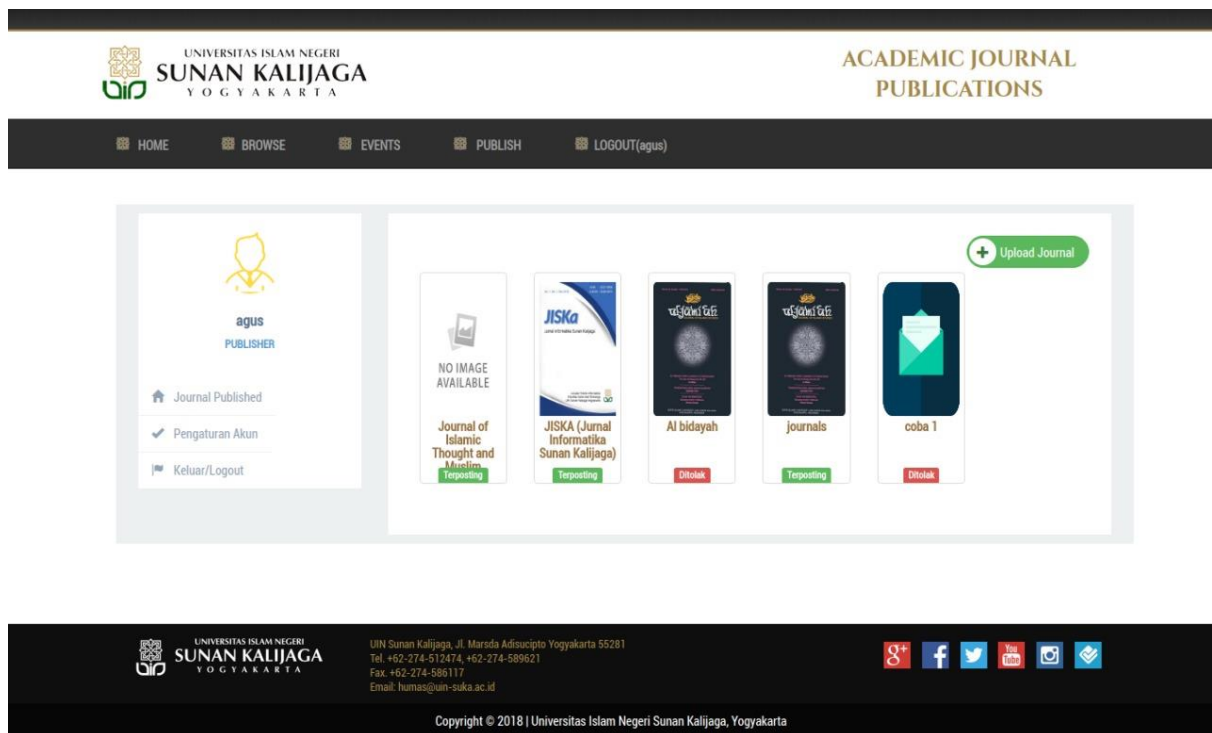 UNIVERSITAS ISLAM NEGERI
SUNAN KALIJAGA
YOGYAKARTA
ACADEMIC JOURNAL
PUBLICATIONS
HOME
BROWSE
EVENTS
PUBLISH
LOGOUT(agus)
agus
PUBLISHER
Journal Published
Pengaturan Akun
Keluar/Logout
Upload Journal
NO IMAGE
AVAILABLE
Journal of
Islamic
Thought and
Muslim
Terposting
JISKa
JISKA (Jurnal
Informatika
Sunan Kalijaga)
Terposting
Al bidayah
Ditolak
journals
Terposting
coba 1
Ditolak
UNIVERSITAS ISLAM NEGERI
SUNAN KALIJAGA
YOGYAKARTA
UIN Sunan Kalijaga, Jl. Marsda Adisucipto Yogyakarta 55281
Tel. +62-274-512474, +62-274-589621
Fax. +62-274-586117
Email: humas@uin-suka.ac.id
8+
You
Tube
Copyright © 2018 | Universitas Islam Negeri Sunan Kalijaga, Yogyakarta